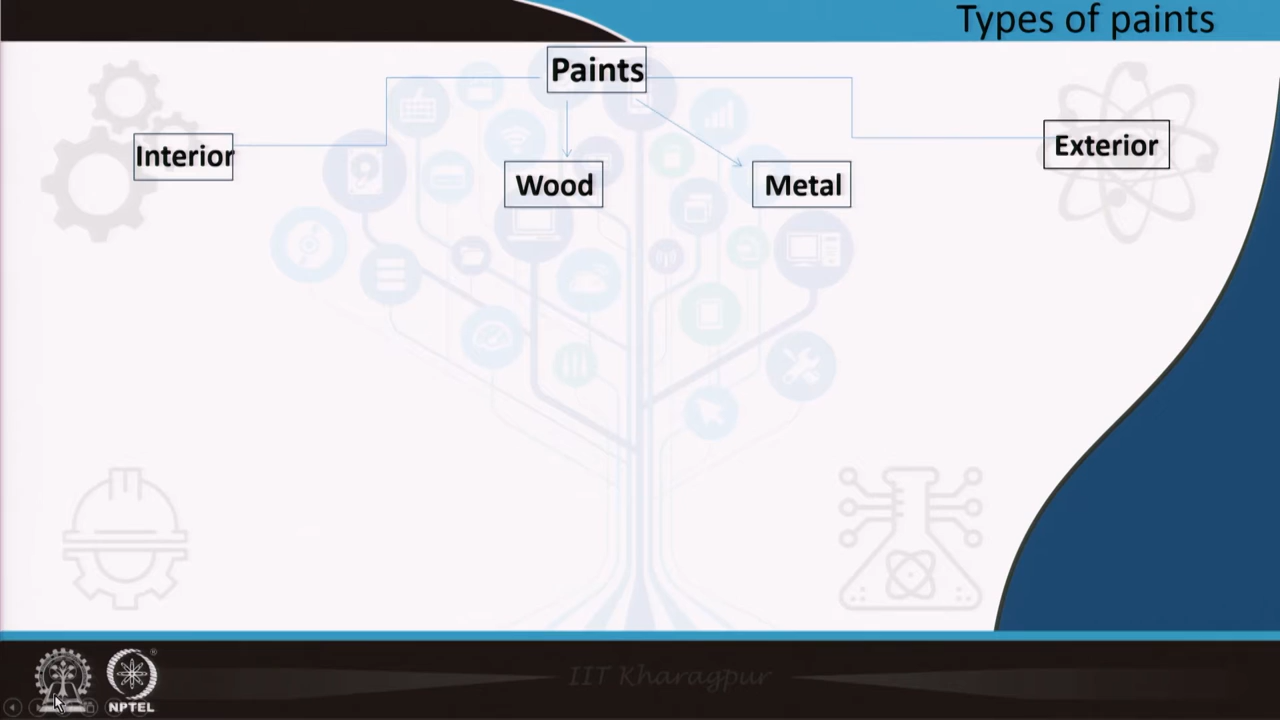 Types of paints
Paints
Interior
Exterior
Wood
Metal
IIT Kharagpur
NPTEL